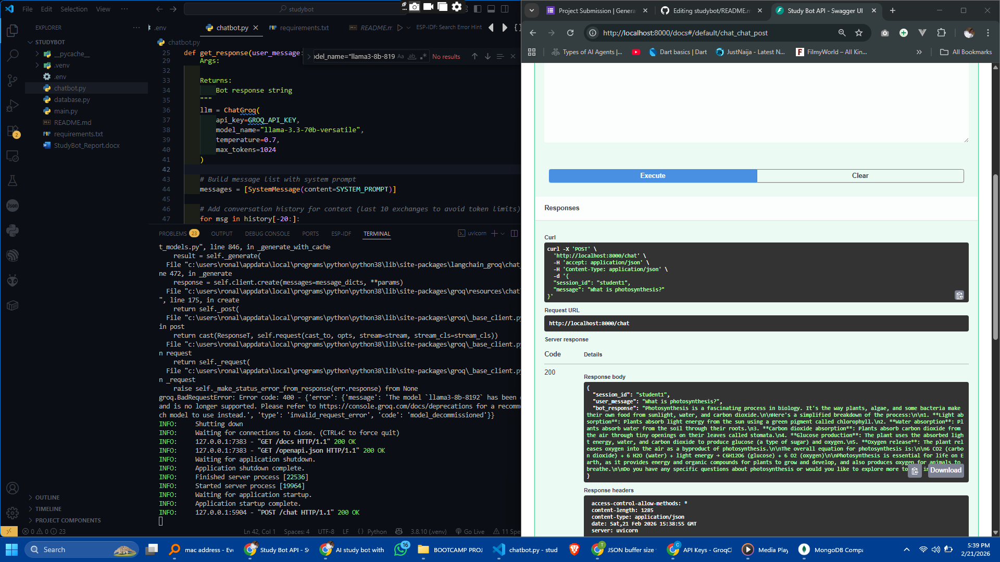 File Edit Selection View ···
studybot
EXPLORER ···
STUDYBOT
__pycache__
.venv
.env
chatbot.py
database.py
main.py
README.md
requirements.txt
StudyBot_Report.docx
OUTLINE
TIMELINE
PROJECT COMPONENTS
.env chatbot.py requirements.txt README.m ESP-IDF: Search Error Hint
chatbot.py
odel_name="llama3-8b-819 Aa ab .* No results
25 def get_response(user_message:
29 Args:
32
33 Returns:
34 Bot response string
35 """
36 llm = ChatGroq(
37 api_key=GROQ_API_KEY,
38 model_name="llama-3.3-70b-versatile",
39 temperature=0.7,
40 max_tokens=1024
41 )
42
43 # Build message list with system prompt
44 messages = [SystemMessage(content=SYSTEM_PROMPT)]
45
46 # Add conversation history for context (last 10 exchanges to avoid token limits)
47 for msg in history[-20:]:
PROBLEMS 23 OUTPUT DEBUG CONSOLE PORTS ESP-IDF TERMINAL uvicorn
t_models.py", line 846, in _generate_with_cache
result = self._generate(
File "c:\users\ronal\appdata\local\programs\python\python38\lib\site-packages\langchain_groq\chat_
ne 472, in _generate
response = self.client.create(messages=message_dicts, **params)
File "c:\users\ronal\appdata\local\programs\python\python38\lib\site-packages\groq\resources\chat
", line 175, in create
return self._post(
File "c:\users\ronal\appdata\local\programs\python\python38\lib\site-packages\groq\_base_client.py
in post
return cast(ResponseT, self.request(cast_to, opts, stream=stream, stream_cls=stream_cls))
File "c:\users\ronal\appdata\local\programs\python\python38\lib\site-packages\groq\_base_client.py
n request
return self._request(
File "c:\users\ronal\appdata\local\programs\python\python38\lib\site-packages\groq\_base_client.py
n _request
raise self._make_status_error_from_response(err.response) from None
groq.BadRequestError: Error code: 400 - {'error': {'message': 'The model `llama3-8b-8192` has been
and is no longer supported. Please refer to https://console.groq.com/docs/deprecations for a recomm
ch model to use instead.', 'type': 'invalid_request_error', 'code': 'model_decommissioned'}}
INFO: Shutting down
INFO: Waiting for connections to close. (CTRL+C to force quit)
INFO: 127.0.0.1:7383 - "GET /docs HTTP/1.1" 200 OK
INFO: 127.0.0.1:7383 - "GET /openapi.json HTTP/1.1" 200 OK
INFO: Waiting for application shutdown.
INFO: Application shutdown complete.
INFO: Finished server process [22536]
INFO: Started server process [19964]
INFO: Waiting for application startup.
INFO: Application startup complete.
INFO: 127.0.0.1:5904 - "POST /chat HTTP/1.1" 200 OK
0 0 23 Ln 42, Col 1 Spaces: 4 UTF-8 LF {} Python 3.8.10 (.venv) Go Live 11 Spe
Project Submission | Genera Editing studybot/README.m Study Bot API - Swagger UI
http://localhost:8000/docs#/default/chat_chat_post
Types of AI Agents |... Dart basics | Dart JustNaija - Latest N... FilmyWorld – All Kin... All Bookmarks
Execute Clear
Responses
Curl
curl -X 'POST' \
'http://localhost:8000/chat' \
-H 'accept: application/json' \
-H 'Content-Type: application/json' \
-d '{
"session_id": "student1",
"message": "What is photosynthesis?"
}'
Request URL
http://localhost:8000/chat
Server response
Code Details
200
Response body
{
"session_id": "student1",
"user_message": "What is photosynthesis?",
"bot_response": "Photosynthesis is a fascinating process in biology. It's the way plants, algae, and some bacteria make
their own food from sunlight, water, and carbon dioxide.\n\nHere's a simplified breakdown of the process:\n\n1. **Light ab
sorption**: Plants absorb light energy from the sun using a green pigment called chlorophyll.\n2. **Water absorption**: Pl
ants absorb water from the soil through their roots.\n3. **Carbon dioxide absorption**: Plants absorb carbon dioxide from
the air through tiny openings on their leaves called stomata.\n4. **Glucose production**: The plant uses the absorbed ligh
t energy, water, and carbon dioxide to produce glucose (a type of sugar) and oxygen.\n5. **Oxygen release**: The plant rel
eases oxygen into the air as a byproduct of photosynthesis.\n\nThe overall equation for photosynthesis is:\n\n6 CO2 (carbo
n dioxide) + 6 H2O (water) + light energy → C6H12O6 (glucose) + 6 O2 (oxygen)\n\nPhotosynthesis is essential for life on E
arth, as it provides energy and organic compounds for plants to grow and develop, and also produces oxygen for animals to
breathe.\n\nDo you have any specific questions about photosynthesis or would you like to explore more to
}
Download
Response headers
access-control-allow-methods: *
content-length: 1285
content-type: application/json
date: Sat,21 Feb 2026 15:38:55 GMT
server: uvicorn
Search mac address - Eve Study Bot API - S AI study bot with 16 BOOTCAMP PROJ chatbot.py - stud JSON buffer size API Keys - GroqC Media Play MongoDB Compa
5:39 PM
2/21/2026